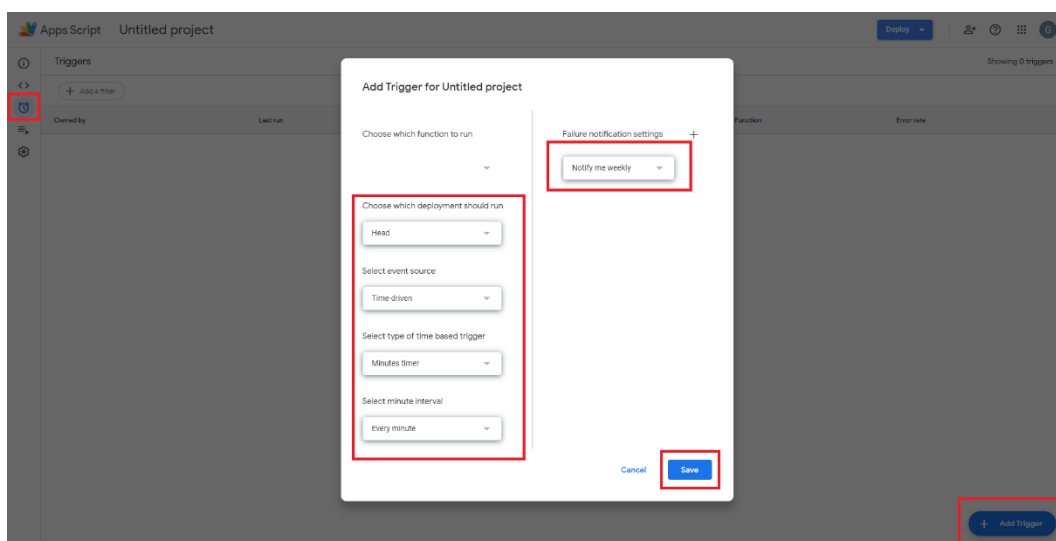 Apps Script Untitled project
Deploy
G
Triggers
Showing 0 triggers
+ Add a filter
Owned by Last run Function Error rate
Add Trigger for Untitled project
Choose which function to run
Failure notification settings +
Notify me weekly
Choose which deployment should run
Head
Select event source
Time-driven
Select type of time based trigger
Minutes timer
Select minute interval
Every minute
Cancel Save
+ Add Trigger